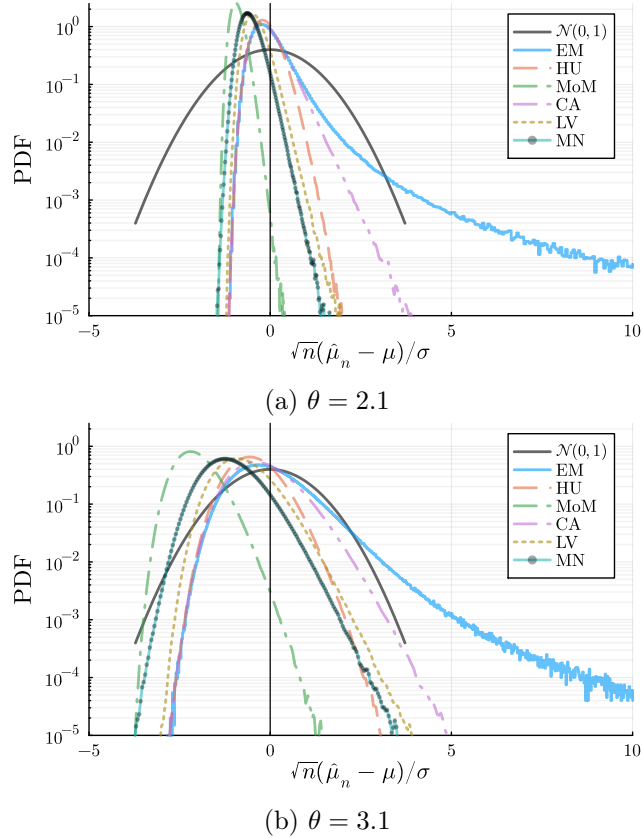 10^0
10^-1
10^-2
10^-3
10^-4
10^-5
PDF
N(0, 1)
EM
HU
MoM
CA
LV
MN
−5
0
5
10
√n(μ̂_n − μ)/σ
(a) θ = 2.1
10^0
10^-1
10^-2
10^-3
10^-4
10^-5
PDF
N(0, 1)
EM
HU
MoM
CA
LV
MN
−5
0
5
10
√n(μ̂_n − μ)/σ
(b) θ = 3.1